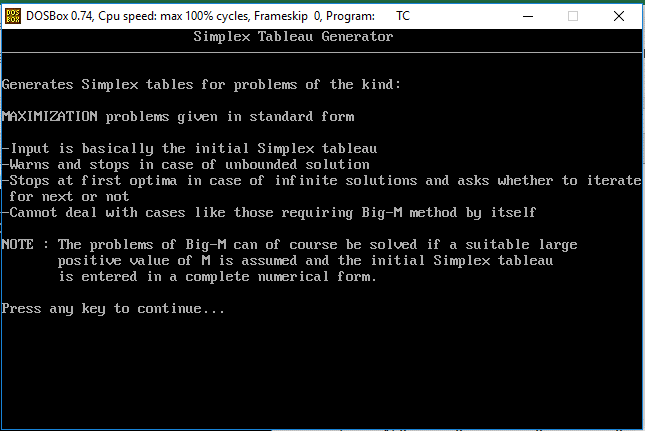 DOSBox 0.74, Cpu speed: max 100% cycles, Frameskip 0, Program: TC
Simplex Tableau Generator
Generates Simplex tables for problems of the kind:
MAXIMIZATION problems given in standard form
-Input is basically the initial Simplex tableau
-Warns and stops in case of unbounded solution
-Stops at first optima in case of infinite solutions and asks whether to iterate
for next or not
-Cannot deal with cases like those requiring Big-M method by itself
NOTE : The problems of Big-M can of course be solved if a suitable large
positive value of M is assumed and the initial Simplex tableau
is entered in a complete numerical form.
Press any key to continue...